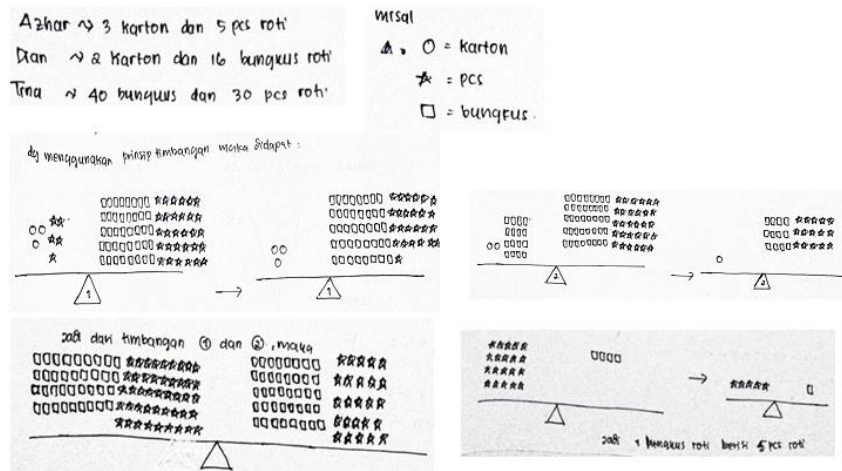 Azhar ~> 3 karton dan 5 pcs roti
Dian ~> 2 Karton dan 16 bungkus roti
Tina ~ 40 bungkus dan 30 pcs roti
misal
△, ○ = karton
☆ = pcs
□ = bungkus.
dg menggunakan prinsip timbangan maka didapat :
1 → 1
2 → 2
Jadi dari timbangan ① dan ②, maka
→
Jadi 1 bungkus roti berisi 5 pcs roti